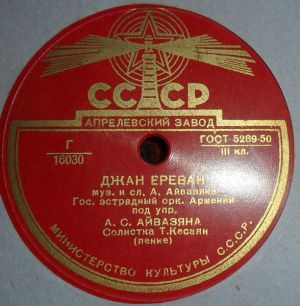 СССР
АПРЕЛЕВСКИЙ ЗАВОД
Г
16030
ГОСТ 5289-50
III кл.
ДЖАН ЕРЕВАН
муз. и сл. А. Айвазяна
Гос. эстрадный орк. Армении
под упр.
А. С. АЙВАЗЯНА
Солистка Т. Кесаян
(пение)
МИНИСТЕРСТВО КУЛЬТУРЫ С.С.С.Р.